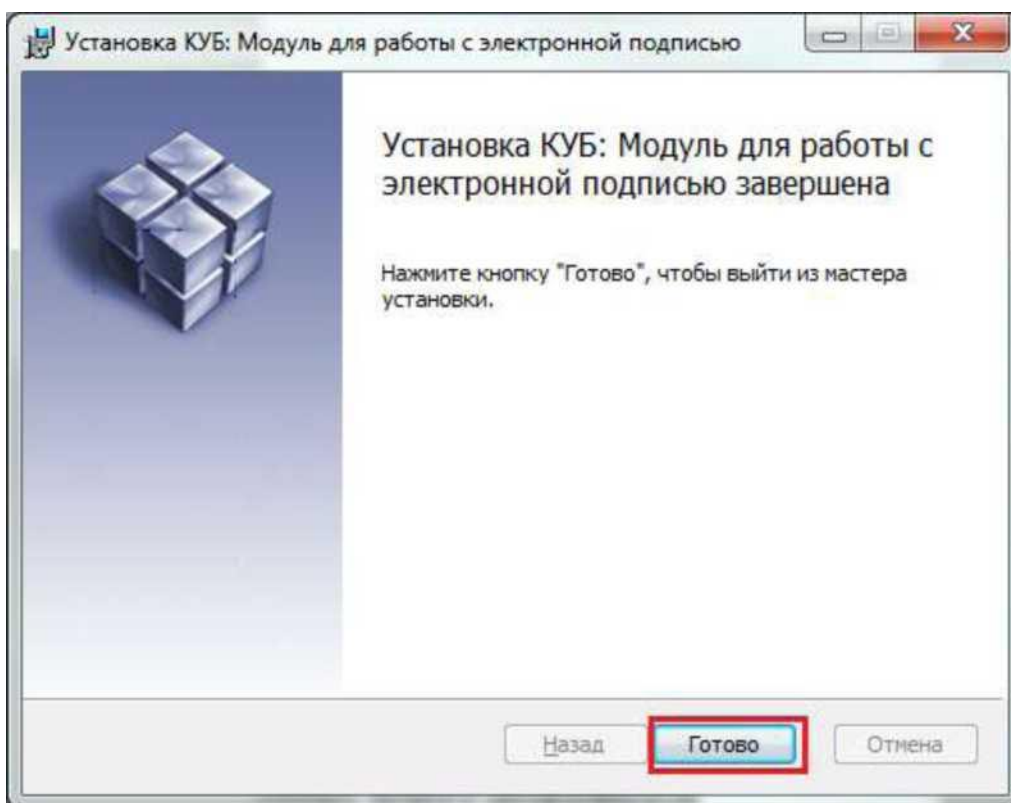 Установка КУБ: Модуль для работы с электронной подписью
Установка КУБ: Модуль для работы с
электронной подписью завершена
Нажмите кнопку "Готово", чтобы выйти из мастера
установки.
Назад
Готово
Отмена